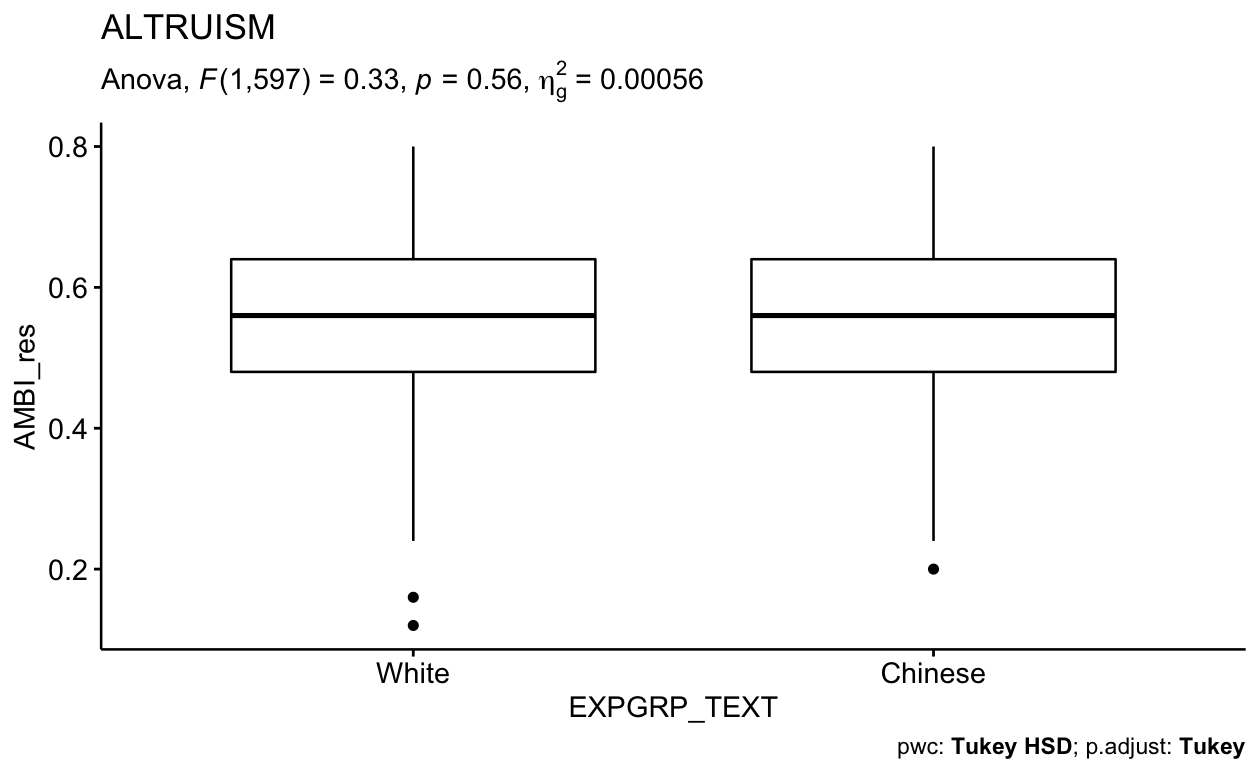 ALTRUISM
Anova, F(1,597) = 0.33, p = 0.56, η²g = 0.00056
AMBI_res
0.8
0.6
0.4
0.2
White Chinese
EXPGRP_TEXT
pwc: Tukey HSD; p.adjust: Tukey